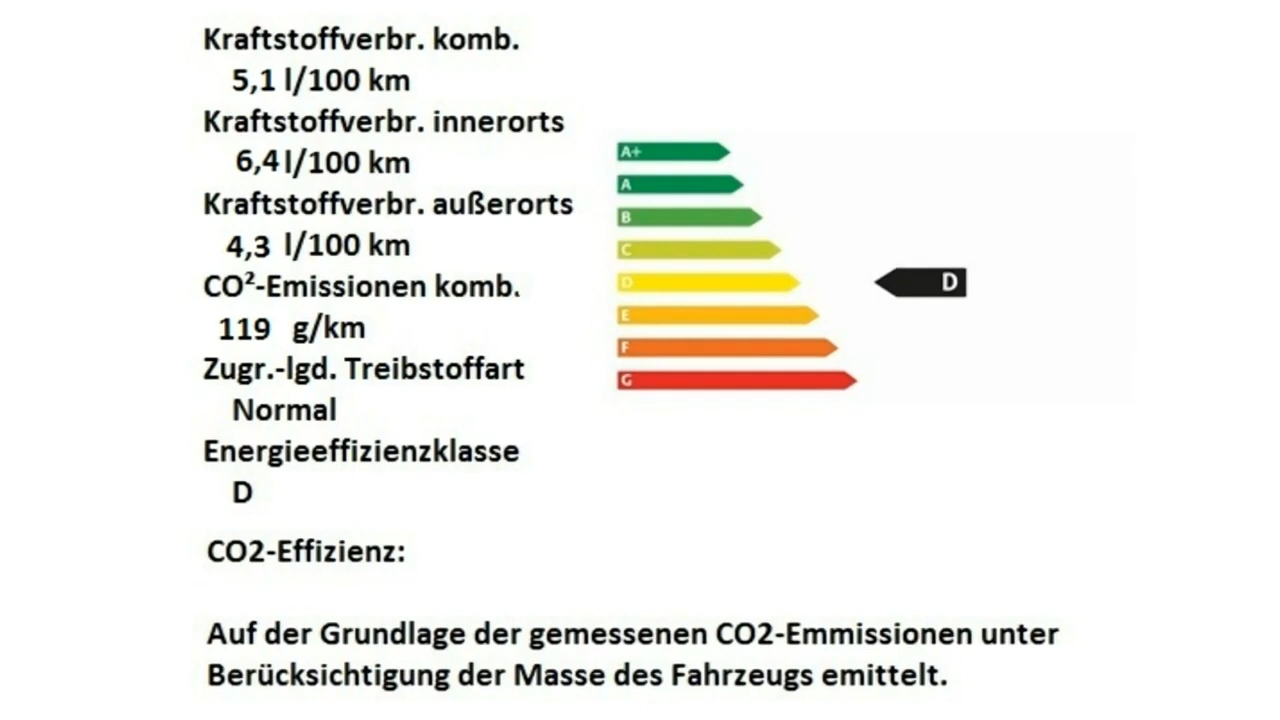 Kraftstoffverbr. komb.
5,1 l/100 km
Kraftstoffverbr. innerorts
6,4 l/100 km
Kraftstoffverbr. außerorts
4,3 l/100 km
CO²-Emissionen komb.
119 g/km
Zugr.-lgd. Treibstoffart
Normal
Energieeffizienzklasse
D
A+
A
B
C
D
D
E
F
G
CO2-Effizienz:
Auf der Grundlage der gemessenen CO2-Emmissionen unter
Berücksichtigung der Masse des Fahrzeugs emittelt.